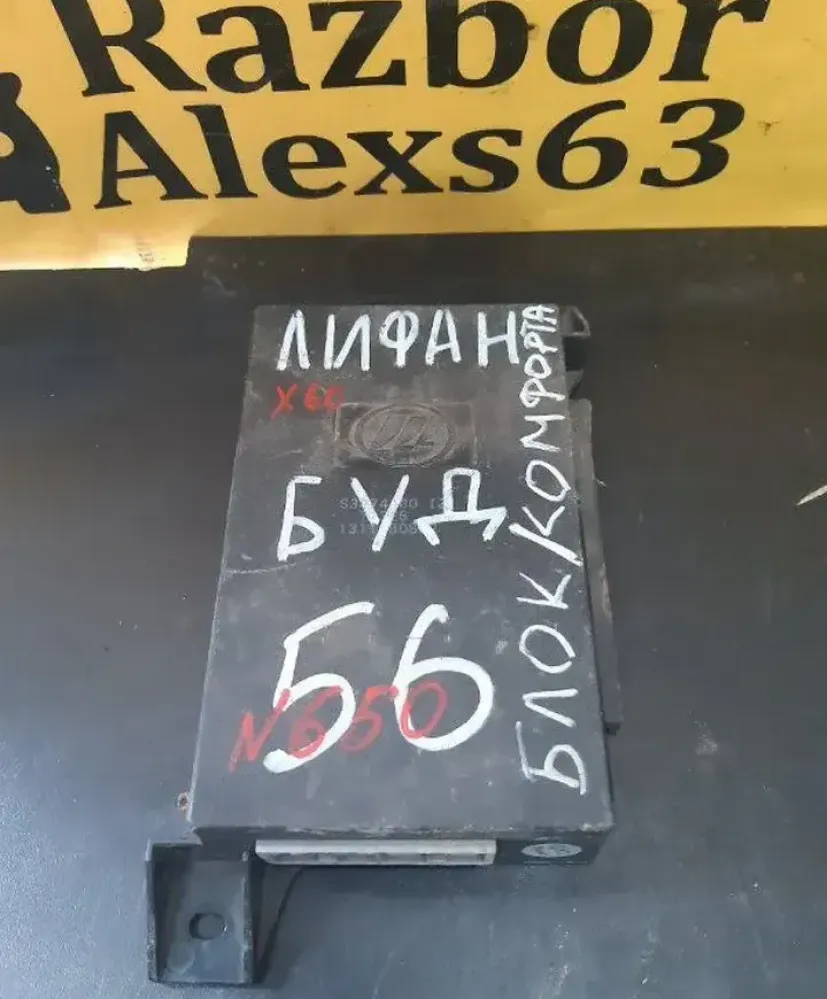 Razbor
Alexs63
ЛИФАН
X60
БУД
56
N650
БЛОК/КОМФОРТА